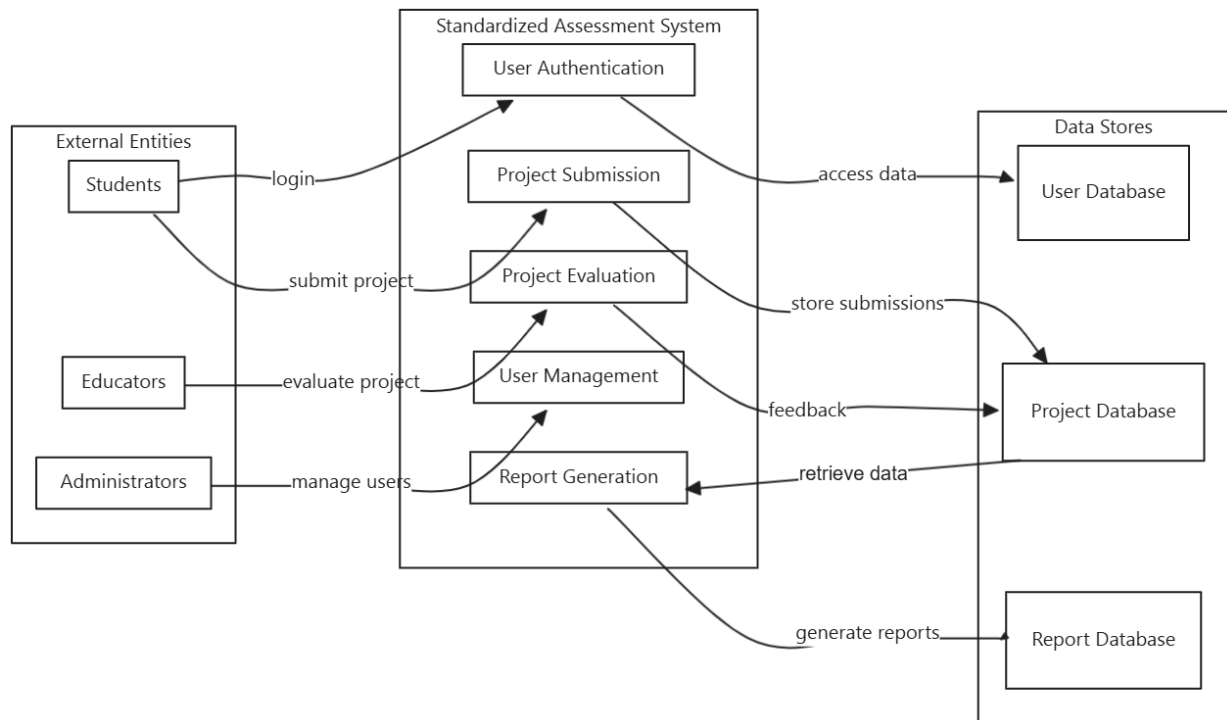 Standardized Assessment System
User Authentication
External Entities
Data Stores
Students
login
Project Submission
access data
User Database
submit project
Project Evaluation
store submissions
Educators
evaluate project
User Management
feedback
Project Database
Administrators
manage users
Report Generation
retrieve data
generate reports
Report Database